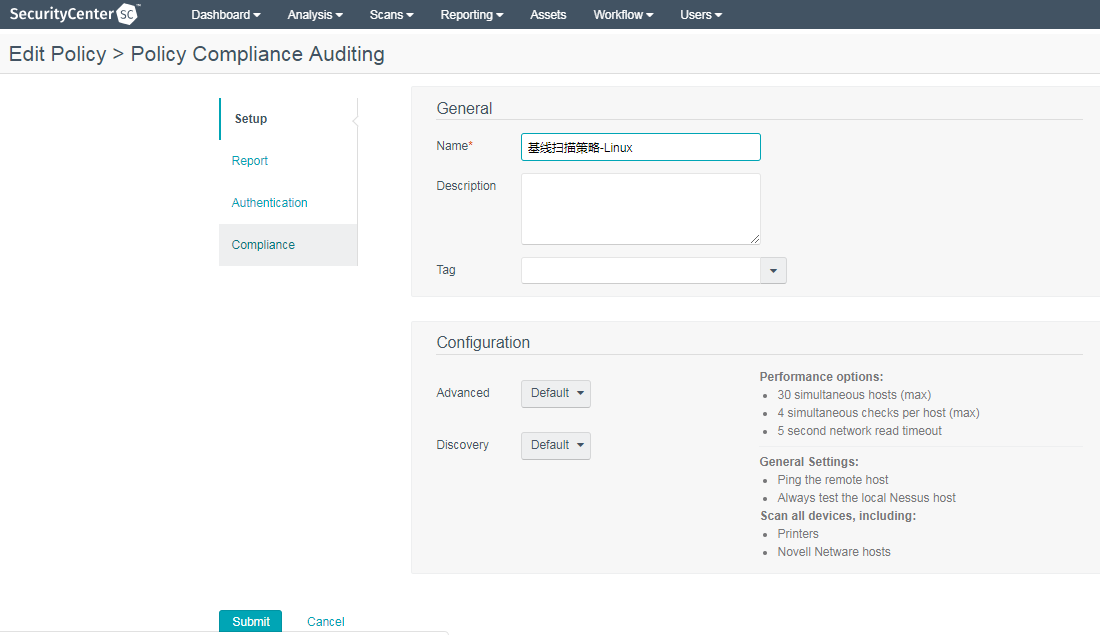 SecurityCenter SC Dashboard Analysis Scans Reporting Assets Workflow Users
Edit Policy > Policy Compliance Auditing
Setup
Report
Authentication
Compliance
General
Name* 基线扫描策略-Linux
Description
Tag
Configuration
Advanced Default
Discovery Default
Performance options:
30 simultaneous hosts (max)
4 simultaneous checks per host (max)
5 second network read timeout
General Settings:
Ping the remote host
Always test the local Nessus host
Scan all devices, including:
Printers
Novell Netware hosts
Submit Cancel